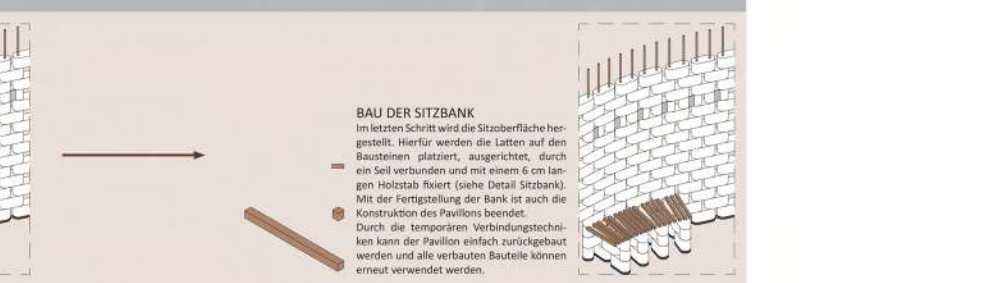 BAU DER SITZBANK
Im letzten Schritt wird die Sitzoberfläche her-
gestellt. Hierfür werden die Latten auf den
Bausteinen platziert, ausgerichtet, durch
ein Seil verbunden und mit einem 6 cm lan-
gen Holzstab fixiert (siehe Detail Sitzbank).
Mit der Fertigstellung der Bank ist auch die
Konstruktion des Pavillons beendet.
Durch die temporären Verbindungstechni-
ken kann der Pavillon einfach zurückgebaut
werden und alle verbauten Bauteile können
erneut verwendet werden.